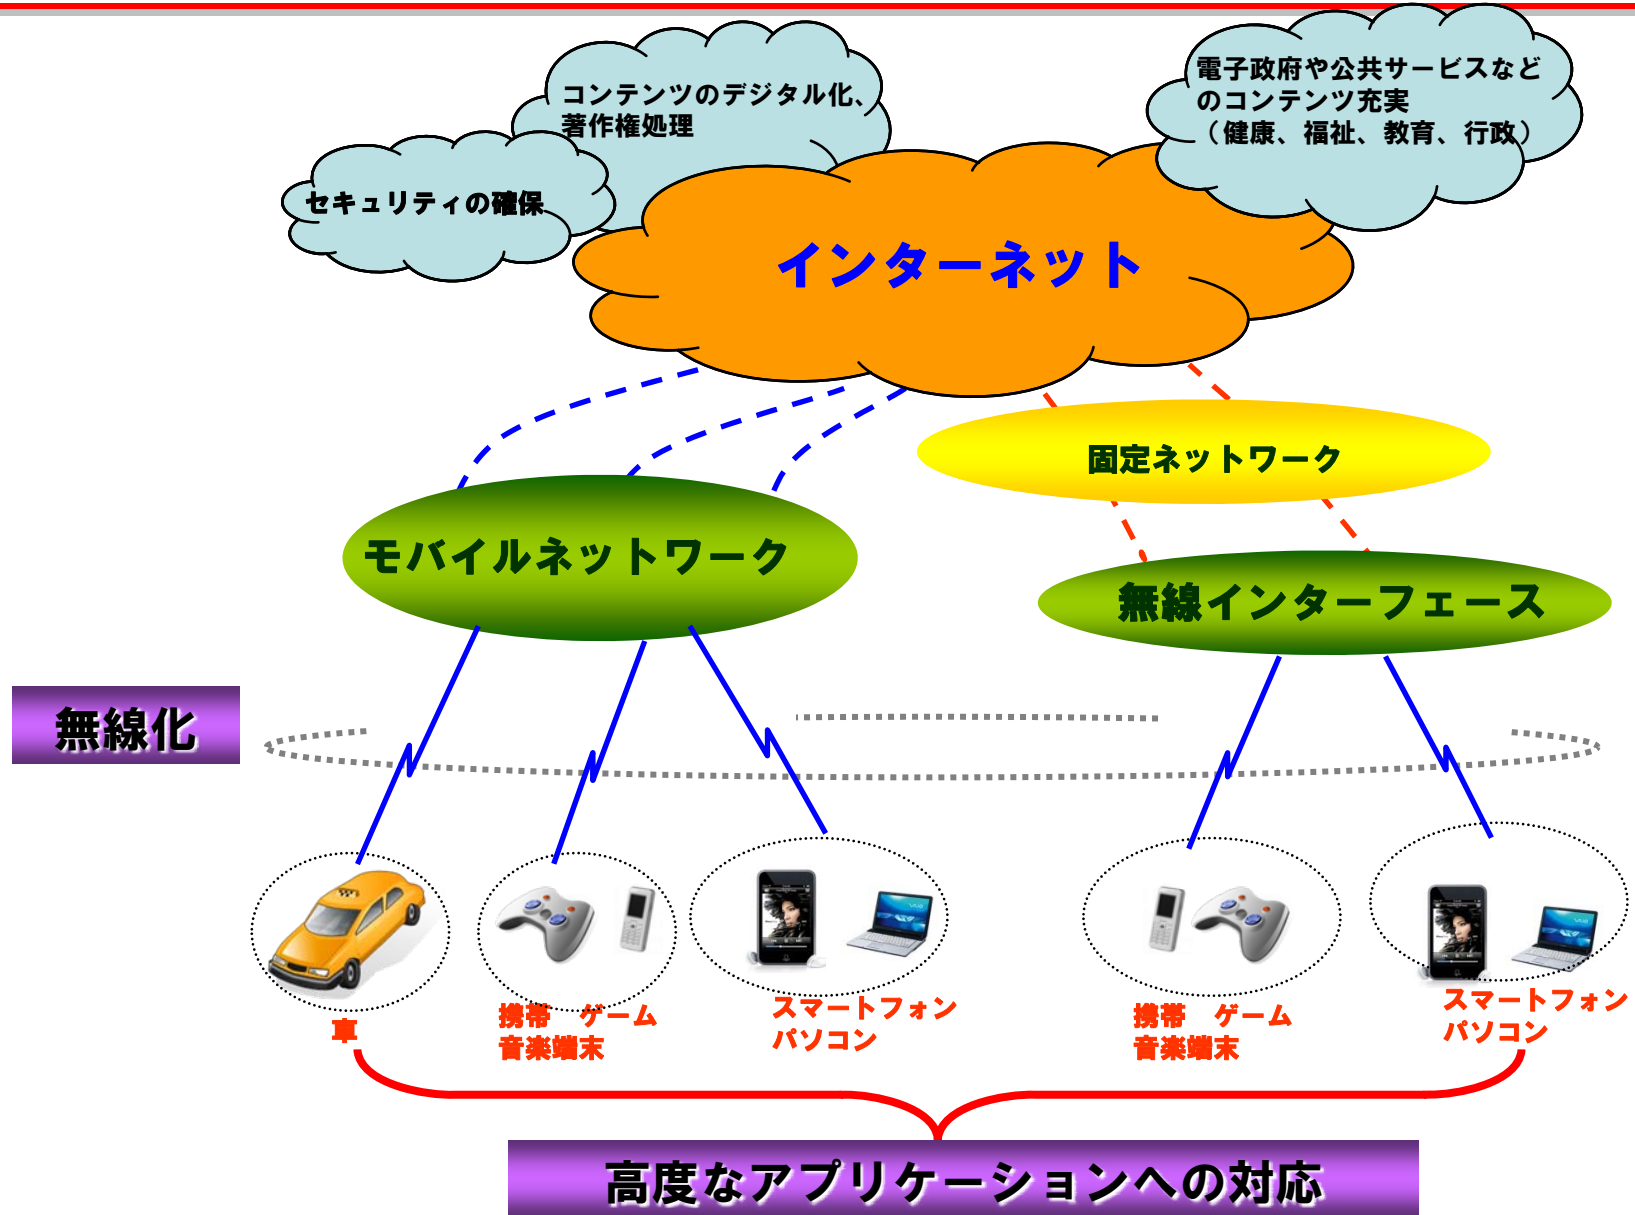 コンテンツのデジタル化、
著作権処理
電子政府や公共サービスなど
のコンテンツ充実
（健康、福祉、教育、行政）
セキュリティの確保
インターネット
固定ネットワーク
モバイルネットワーク
無線インターフェース
無線化
車
携帯　ゲーム
音楽端末
スマートフォン
パソコン
携帯　ゲーム
音楽端末
スマートフォン
パソコン
高度なアプリケーションへの対応